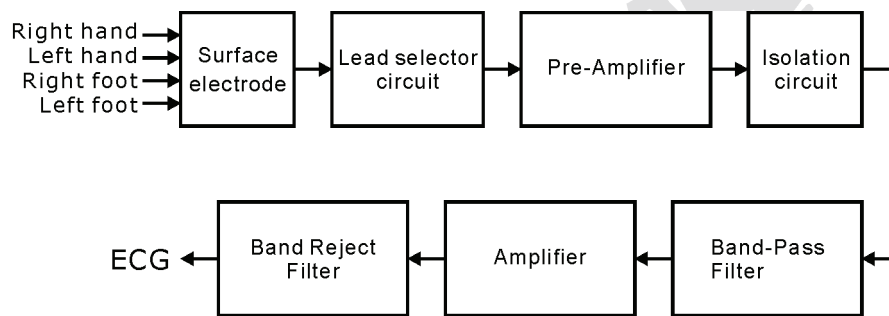 Right hand
Left hand
Right foot
Left foot
Surface
electrode
Lead selector
circuit
Pre-Amplifier
Isolation
circuit
ECG
Band Reject
Filter
Amplifier
Band-Pass
Filter